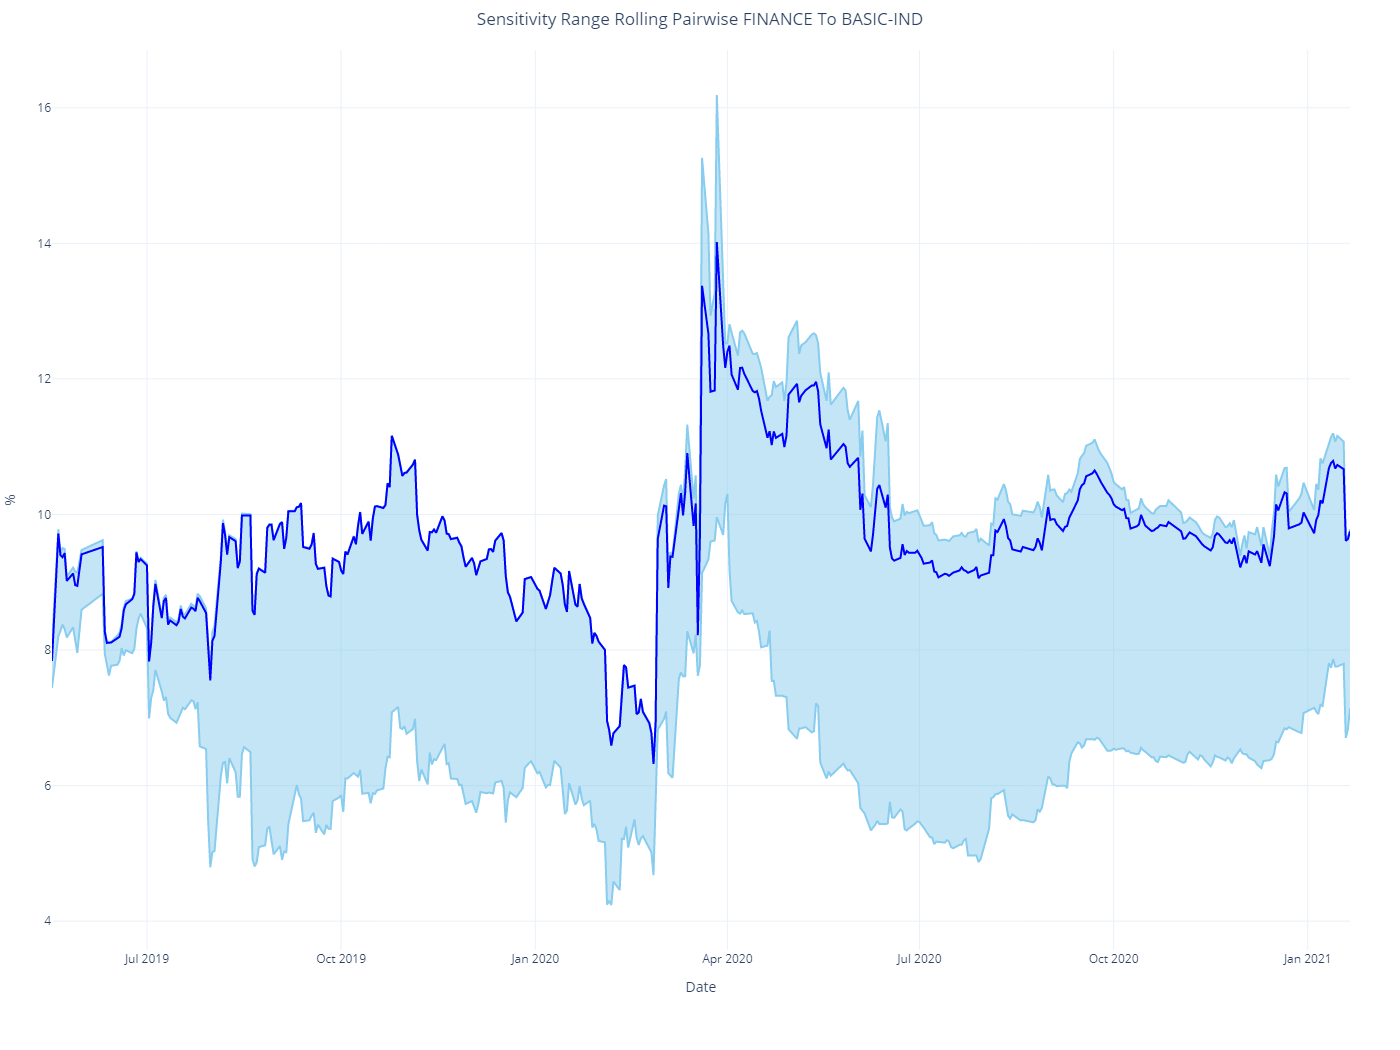 Sensitivity Range Rolling Pairwise FINANCE To BASIC-IND
16
14
12
10
8
6
4
%
Jul 2019
Oct 2019
Jan 2020
Apr 2020
Jul 2020
Oct 2020
Jan 2021
Date